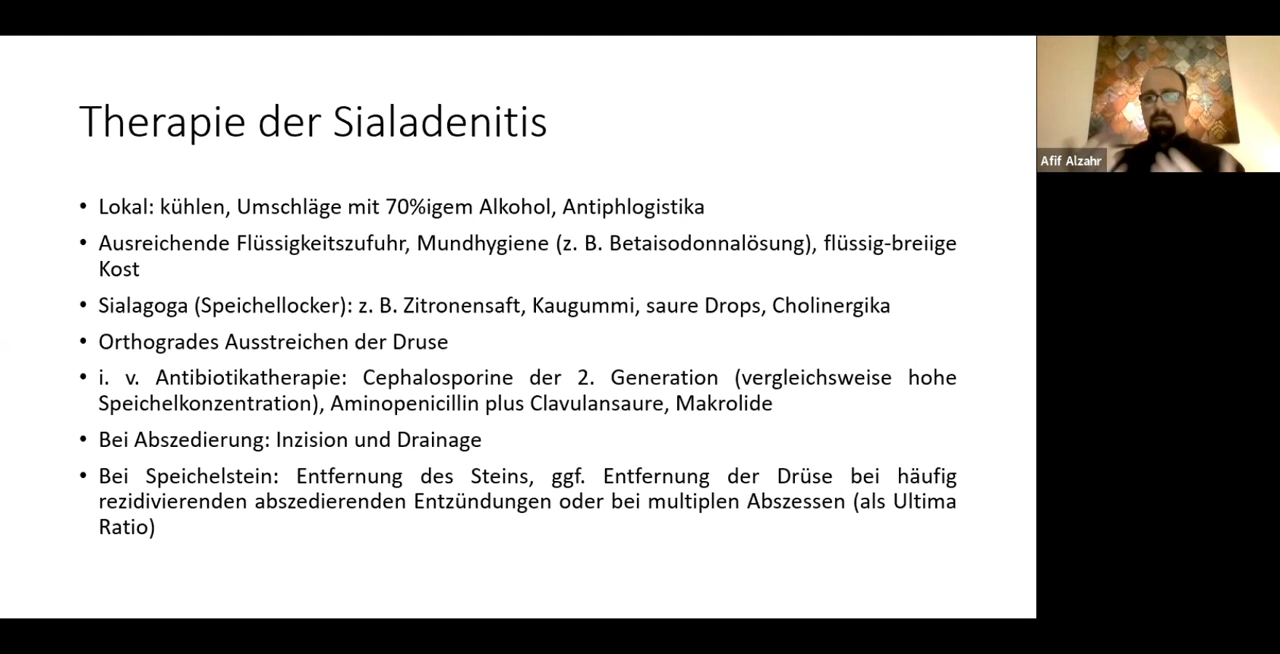 Therapie der Sialadenitis
• Lokal: kühlen, Umschläge mit 70%igem Alkohol, Antiphlogistika
• Ausreichende Flüssigkeitszufuhr, Mundhygiene (z. B. Betaisodonnalösung), flüssig-breiige
Kost
• Sialagoga (Speichellocker): z. B. Zitronensaft, Kaugummi, saure Drops, Cholinergika
• Orthogrades Ausstreichen der Druse
• i. v. Antibiotikatherapie: Cephalosporine der 2. Generation (vergleichsweise hohe
Speichelkonzentration), Aminopenicillin plus Clavulansaure, Makrolide
• Bei Abszedierung: Inzision und Drainage
• Bei Speichelstein: Entfernung des Steins, ggf. Entfernung der Drüse bei häufig
rezidivierenden abszedierenden Entzündungen oder bei multiplen Abszessen (als Ultima
Ratio)
Afif Alzahr